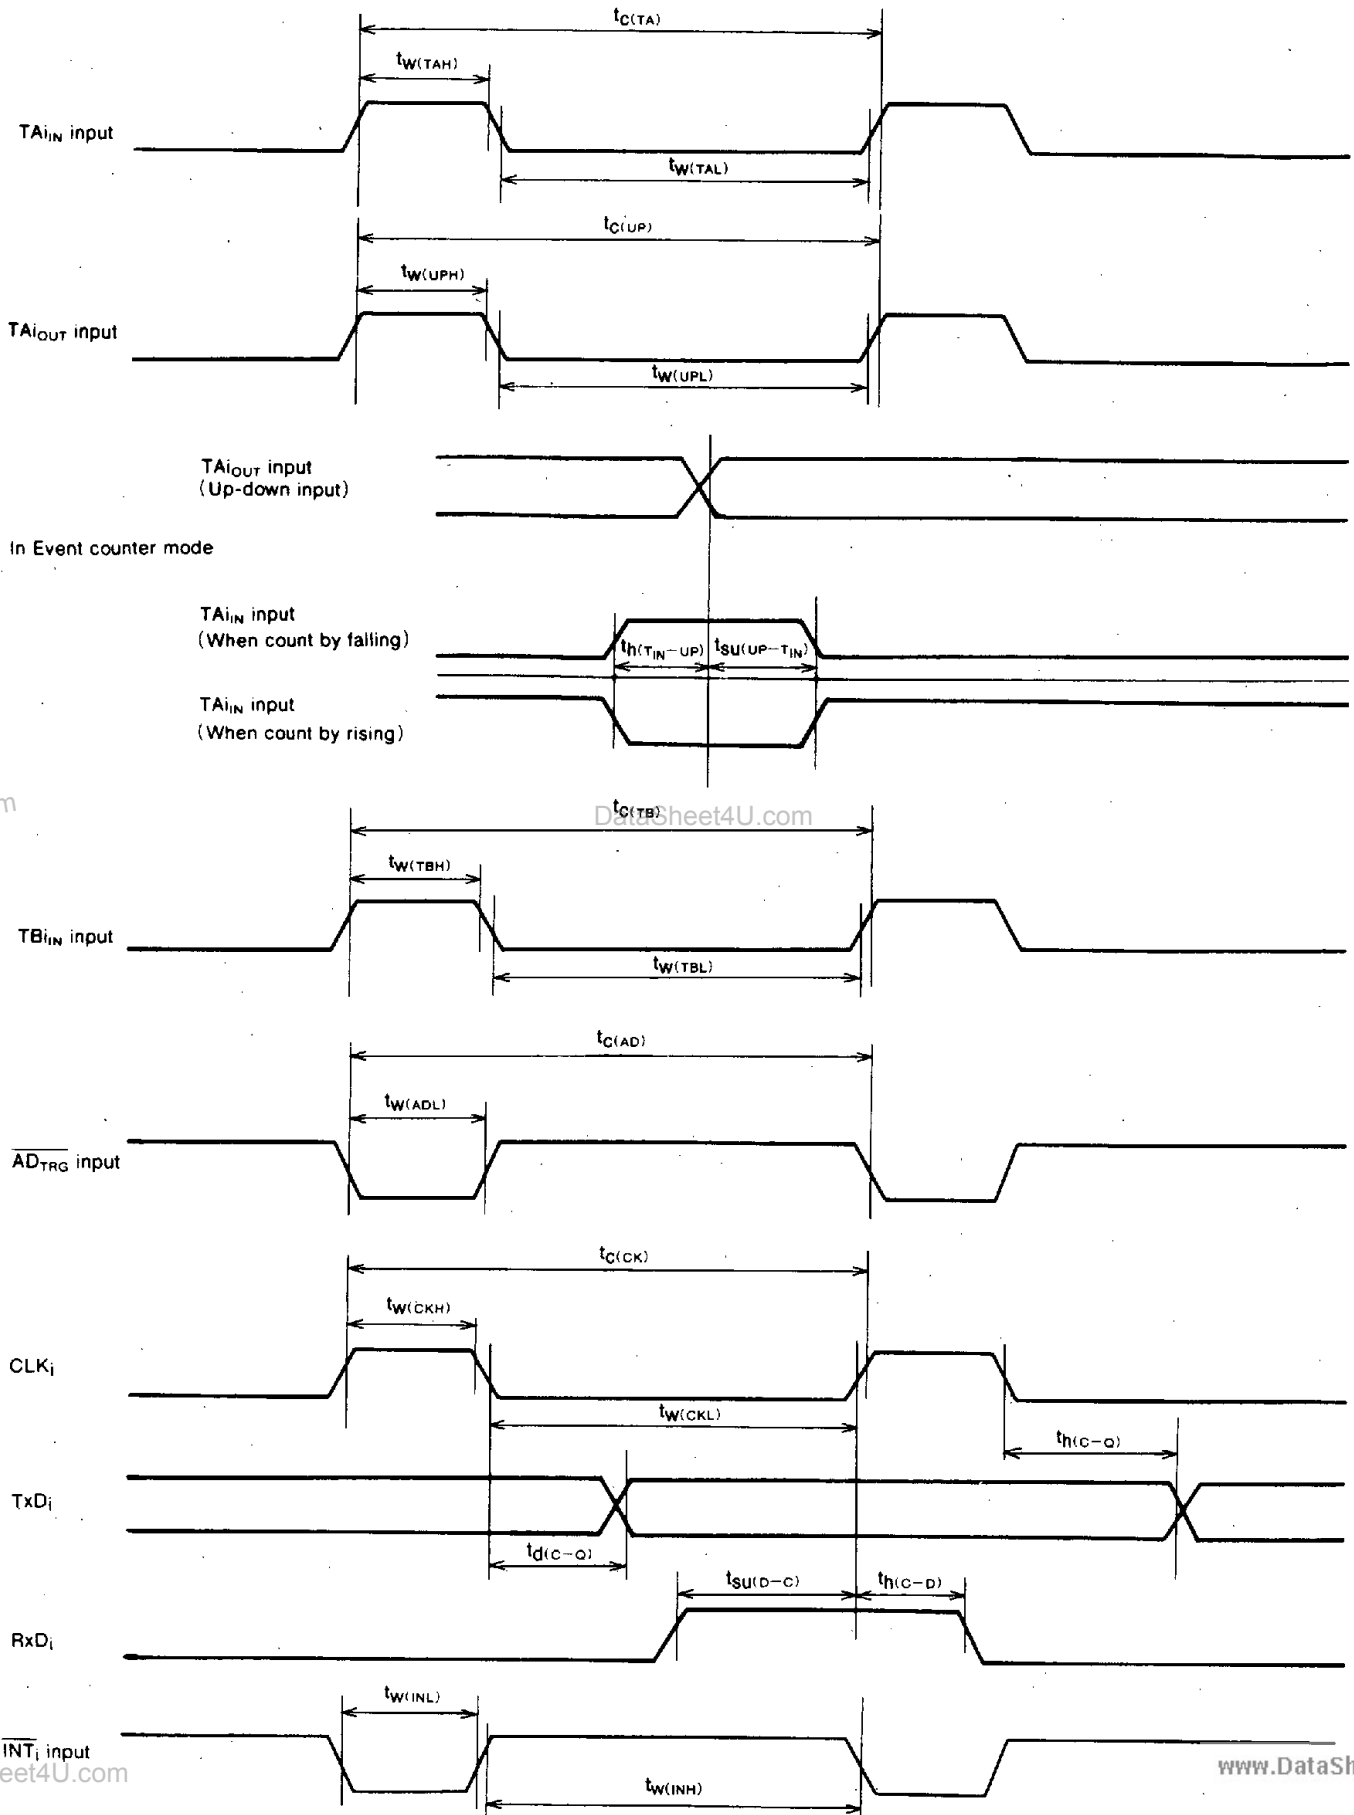 tC(TA)
tW(TAH)
TAiIN input
tW(TAL)
tC(UP)
tW(UPH)
TAiOUT input
tW(UPL)
TAiOUT input
(Up-down input)
In Event counter mode
TAiIN input
(When count by falling)
th(TIN-UP) tSU(UP-TIN)
TAiIN input
(When count by rising)
m
tC(TB)
DataSheet4U.com
tW(TBH)
TBiIN input
tW(TBL)
tC(AD)
tW(ADL)
ADTRG input
tC(CK)
tW(CKH)
CLKi
tW(CKL)
th(C-Q)
TxDi
td(C-Q)
tSU(D-C) th(C-D)
RxDi
tW(INL)
INTi input
eet4U.com
www.DataSh
tW(INH)